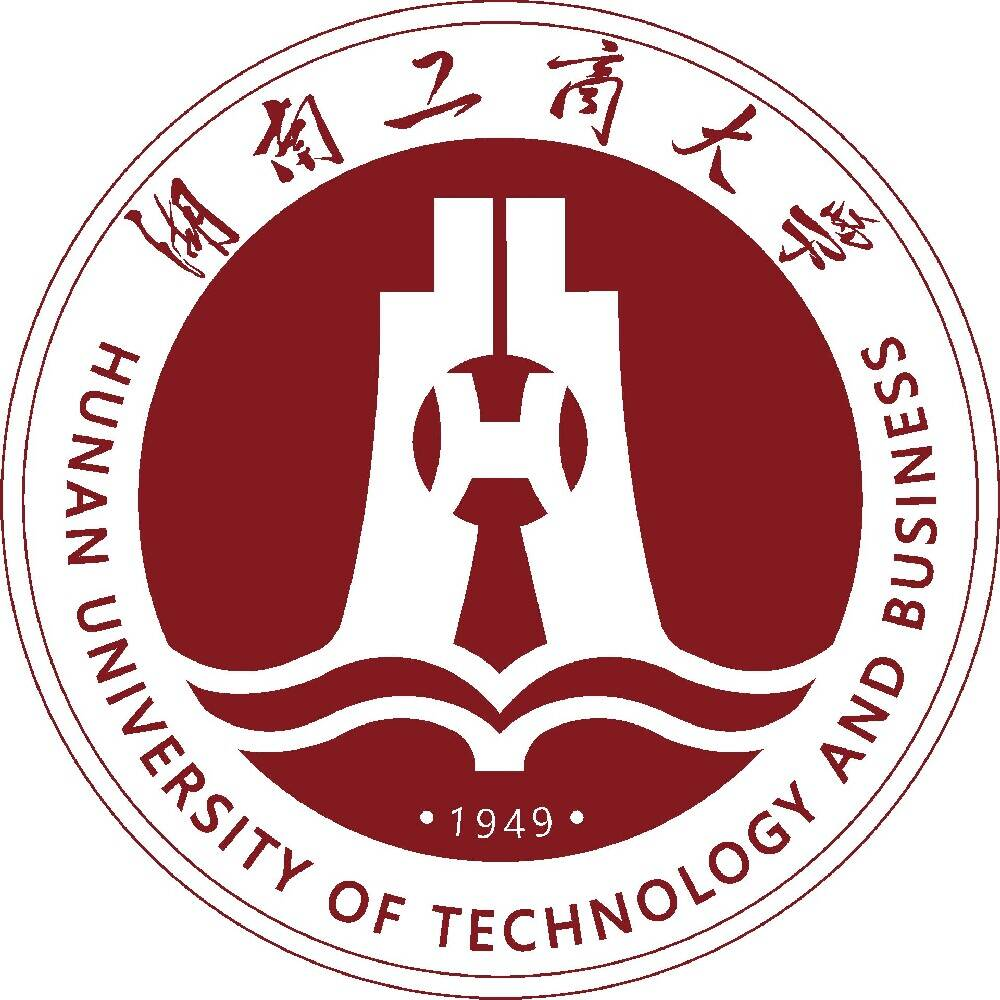 湖南工商大学
HUNAN UNIVERSITY OF TECHNOLOGY AND BUSINESS
·1949·